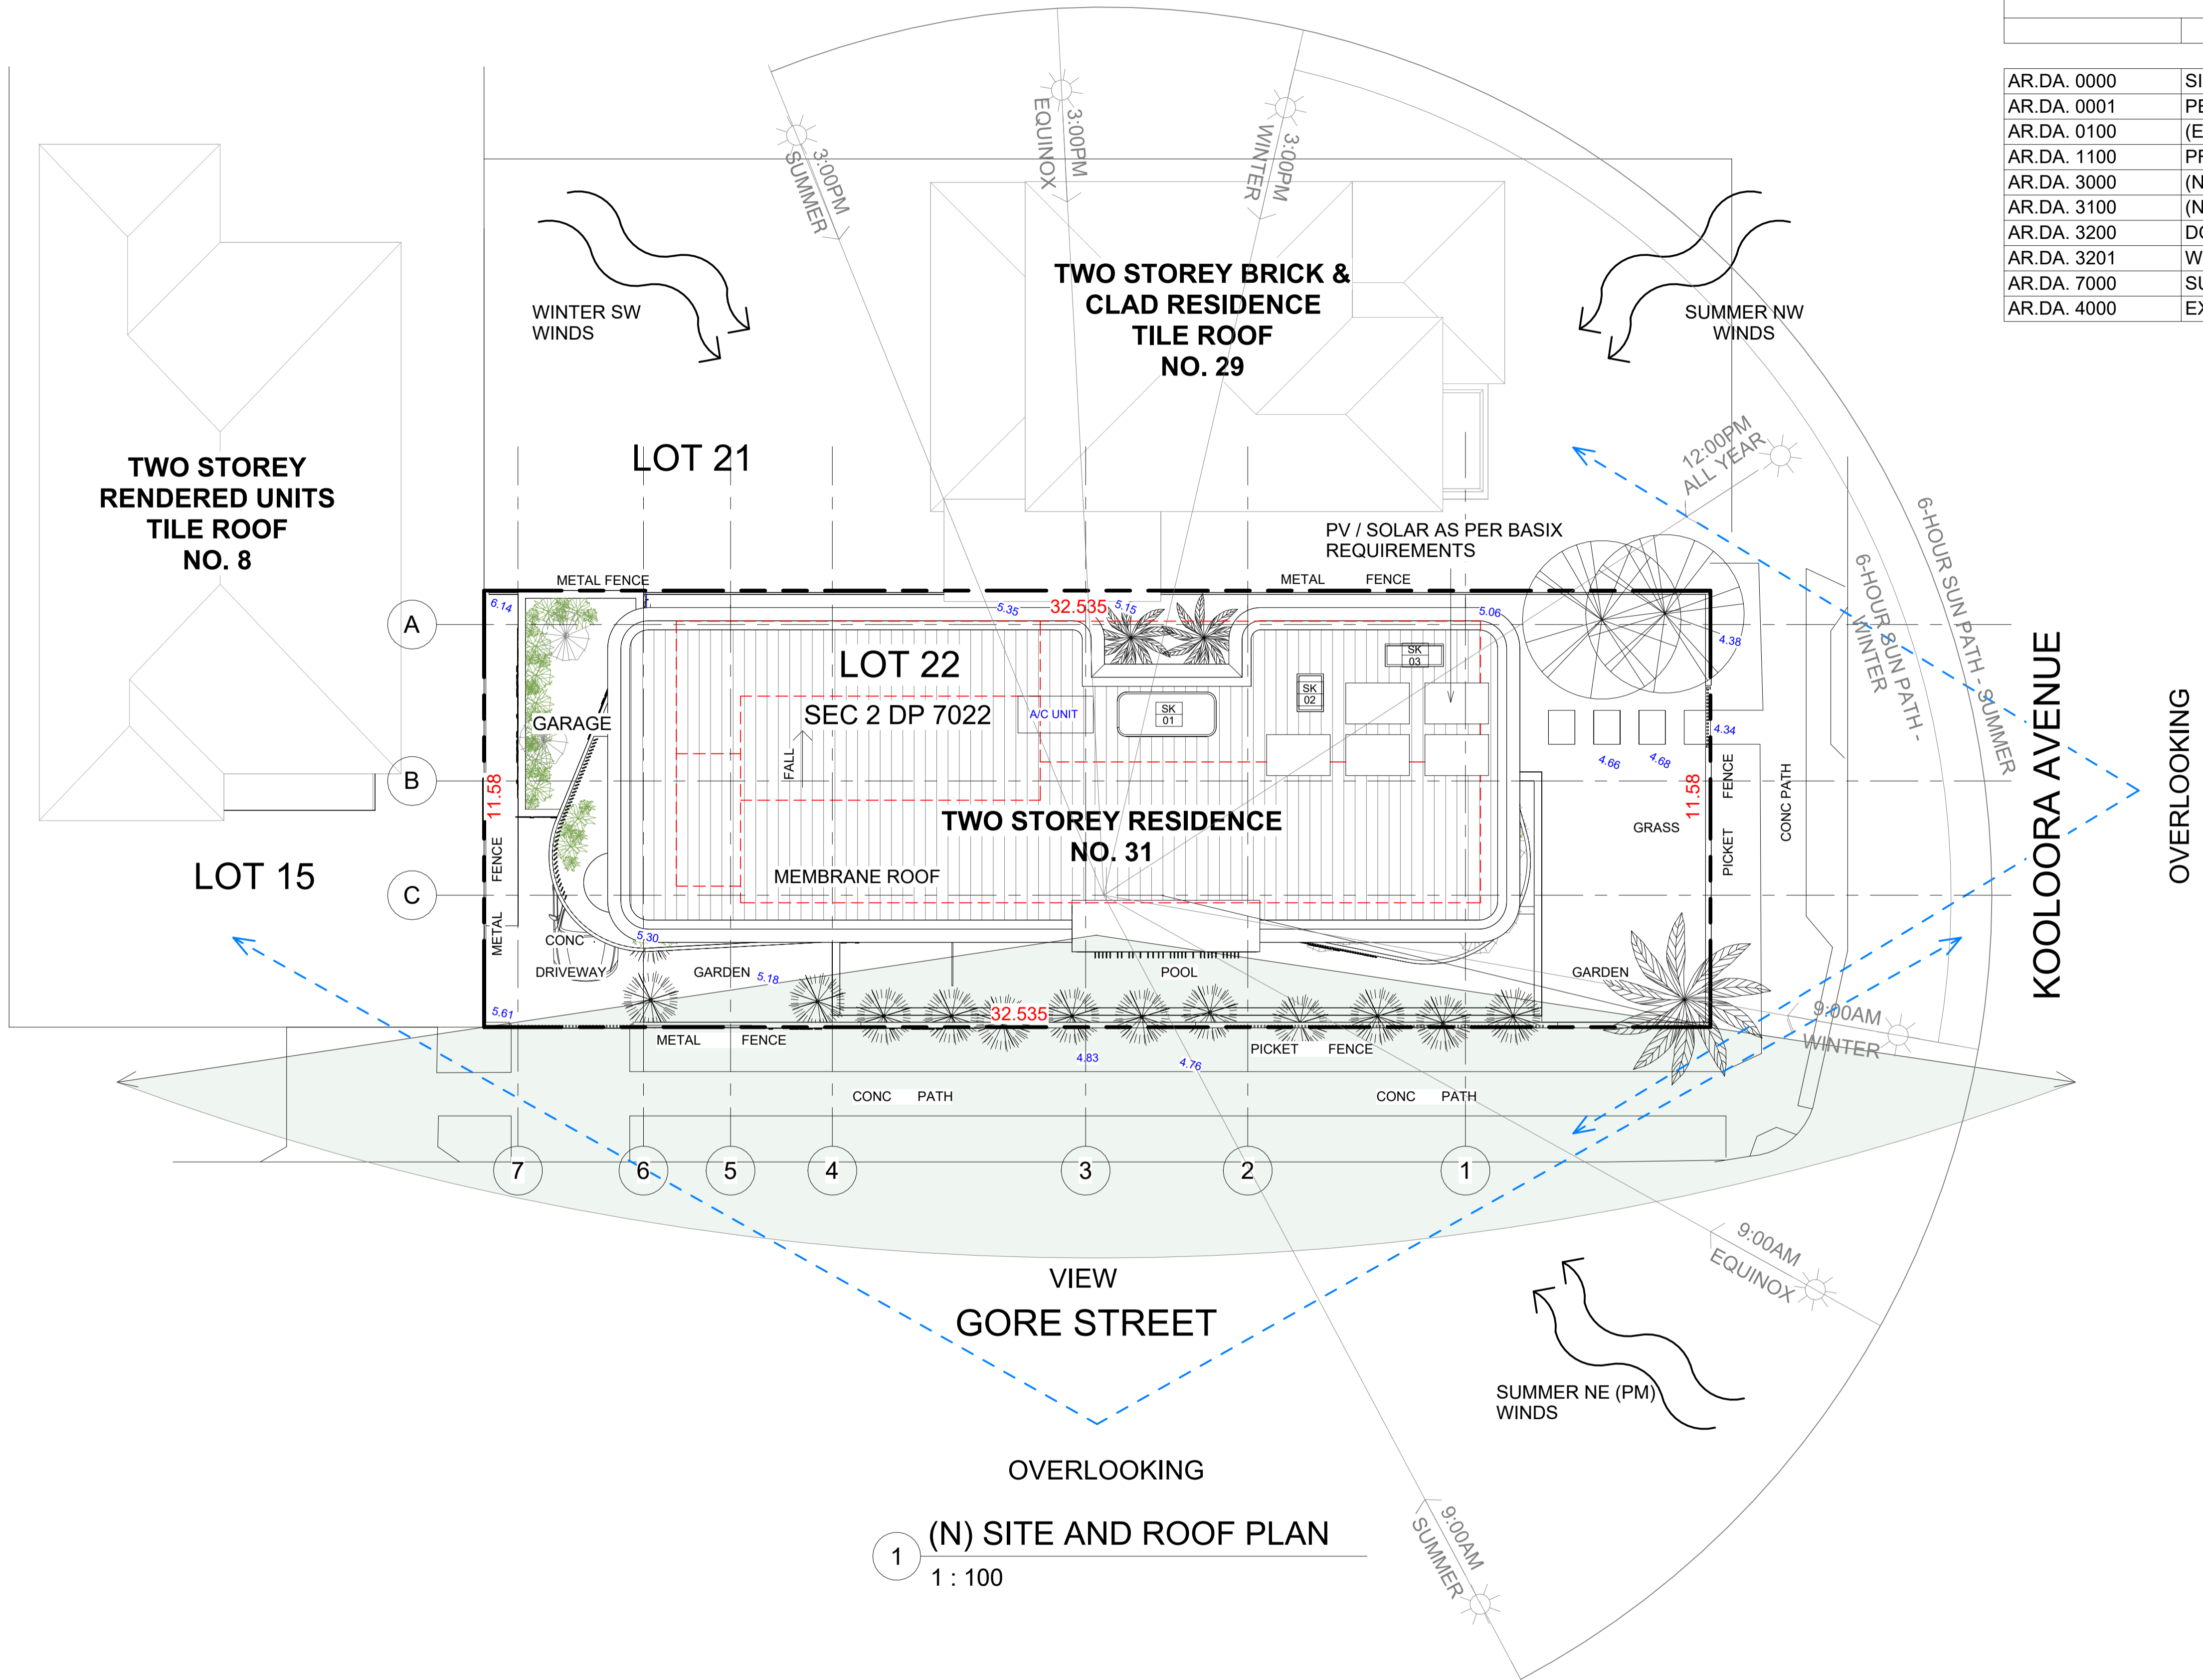 AR.DA. 0000 SI
AR.DA. 0001 PE
AR.DA. 0100 (E
AR.DA. 1100 PR
AR.DA. 3000 (N
AR.DA. 3100 (N
AR.DA. 3200 DO
AR.DA. 3201 W
AR.DA. 7000 SU
AR.DA. 4000 EX
3:00PM
SUMMER
3:00PM
EQUINOX
3:00PM
WINTER
WINTER SW
WINDS
TWO STOREY BRICK &
CLAD RESIDENCE
TILE ROOF
NO. 29
SUMMER NW
WINDS
12:00PM
ALL YEAR
6-HOUR SUN PATH - SUMMER
6-HOUR SUN PATH -
WINTER
TWO STOREY
RENDERED UNITS
TILE ROOF
NO. 8
LOT 21
PV / SOLAR AS PER BASIX
REQUIREMENTS
METAL FENCE
METAL FENCE
6.14
5.35
32.535
5.15
5.06
4.38
A
LOT 22
SEC 2 DP 7022
A/C UNIT
SK
01
SK
02
SK
03
GARAGE
FALL
4.34
4.66
4.68
B
11.58
11.58
TWO STOREY RESIDENCE
NO. 31
MEMBRANE ROOF
GRASS
PICKET FENCE
CONC PATH
KOOLOORA AVENUE
OVERLOOKING
LOT 15
METAL FENCE
C
CONC
DRIVEWAY
5.30
GARDEN
5.18
POOL
GARDEN
5.61
32.535
9:00AM
WINTER
METAL FENCE
4.83
4.76
PICKET FENCE
CONC PATH
CONC PATH
7
6
5
4
3
2
1
VIEW
GORE STREET
9:00AM
EQUINOX
SUMMER NE (PM)
WINDS
OVERLOOKING
9:00AM
SUMMER
1
(N) SITE AND ROOF PLAN
1 : 100